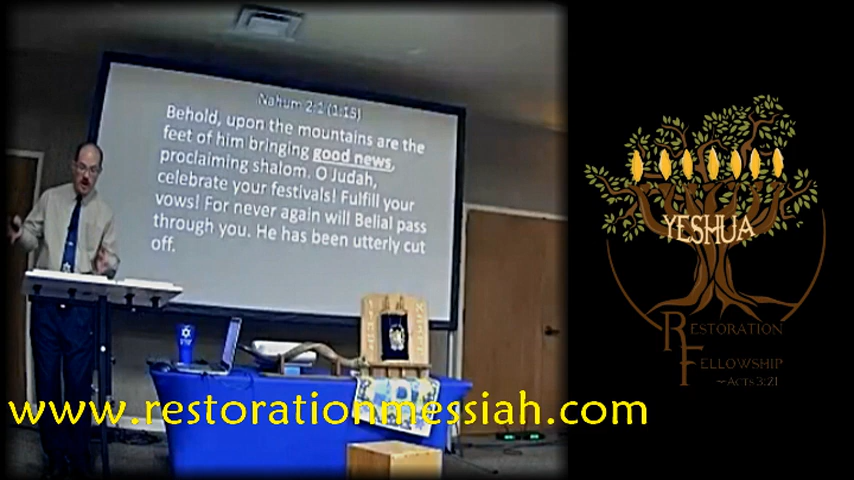 Nahum 2:1 (1:15)
Behold, upon the mountains are the
feet of him bringing good news,
proclaiming shalom. O Judah,
celebrate your festivals! Fulfill your
vows! For never again will Belial pass
through you. He has been utterly cut
off.
YESHUA
RESTORATION
FELLOWSHIP
~ACTS 3:21
www.restorationmessiah.com